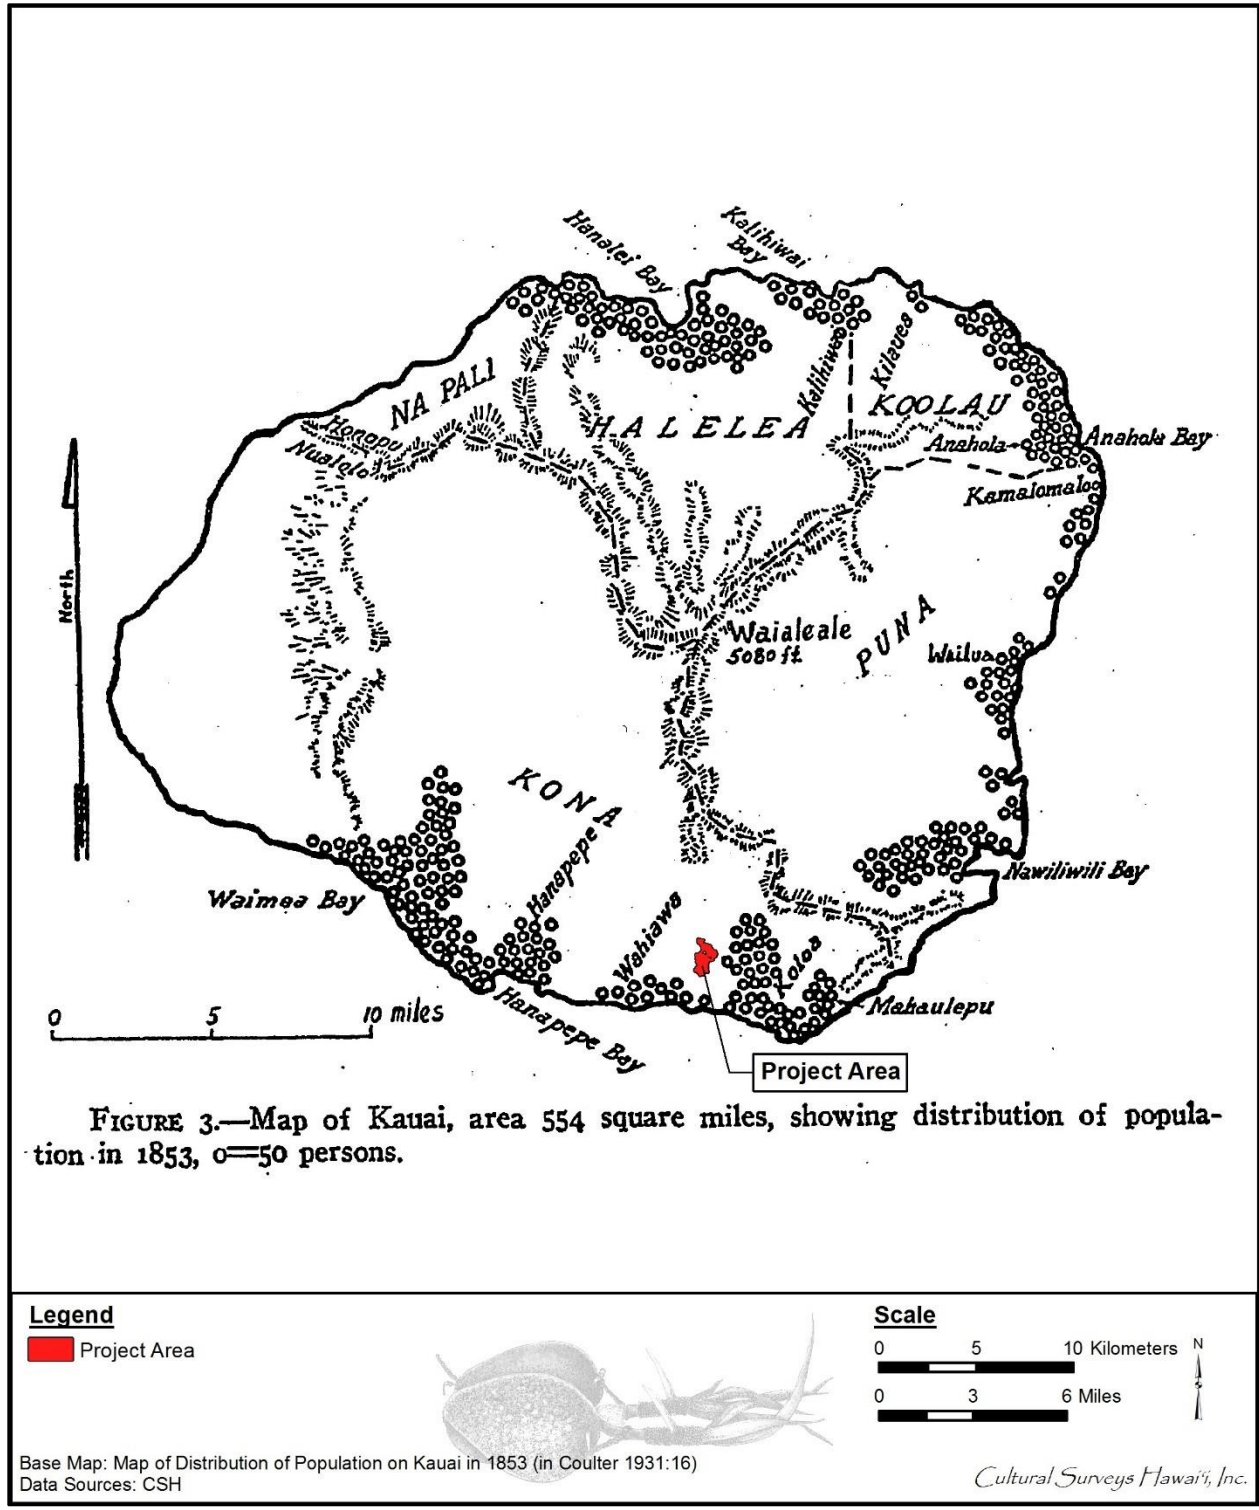 Hanalei Bay
Kalihiwai
Bay
NA PALI
Honopu
Nualolo
HALELEA
Kalihiwai
Kilauea
KOOLAU
Anahola
Anahola Bay
Kamalomalo
North
Waialeale
5080 ft.
PUNA
Wailua
KONA
Hanapepe
Waimea Bay
Wahiawa
Koloa
Nawiliwili Bay
Mahaulepu
Hanapepe Bay
0 5 10 miles
Project Area
FIGURE 3.—Map of Kauai, area 554 square miles, showing distribution of popula-
tion in 1853, o=50 persons.
Legend
Project Area
Scale
0 5 10 Kilometers
N
0 3 6 Miles
Base Map: Map of Distribution of Population on Kauai in 1853 (in Coulter 1931:16)
Data Sources: CSH
Cultural Surveys Hawai‘i, Inc.